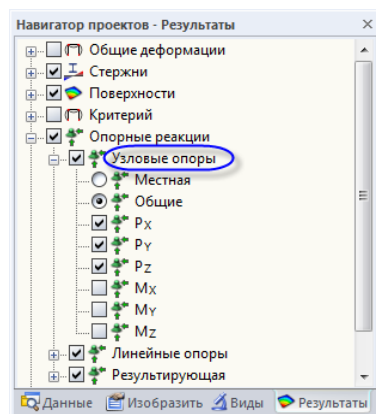 Навигатор проектов - Результаты
Общие деформации
Стержни
Поверхности
Критерий
Опорные реакции
Узловые опоры
Местная
Общие
PX
PY
PZ
MX
MY
MZ
Линейные опоры
Результирующая
Данные Изобразить Виды Результаты